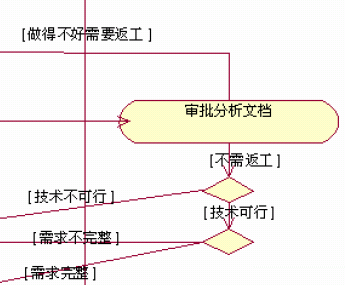 [做得不好需要返工]
审批分析文档
[不需返工]
[技术不可行]
[技术可行]
[需求不完整]
[需求完整]